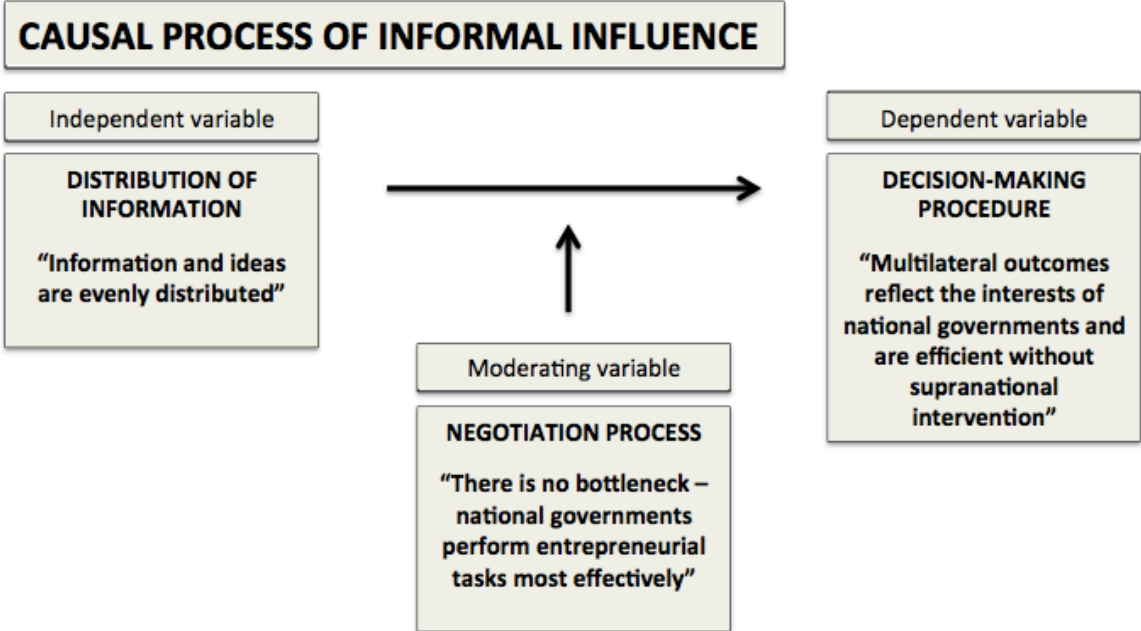 CAUSAL PROCESS OF INFORMAL INFLUENCE
Independent variable
DISTRIBUTION OF
INFORMATION
“Information and ideas
are evenly distributed”
Moderating variable
NEGOTIATION PROCESS
“There is no bottleneck –
national governments
perform entrepreneurial
tasks most effectively”
Dependent variable
DECISION-MAKING
PROCEDURE
“Multilateral outcomes
reflect the interests of
national governments and
are efficient without
supranational
intervention”